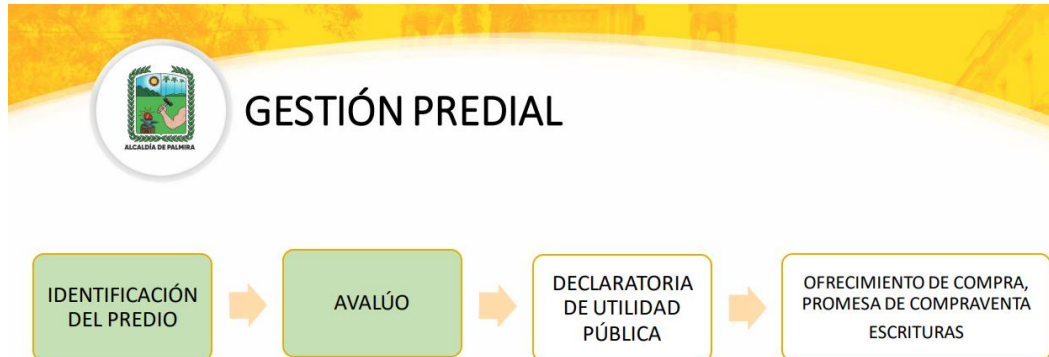 ALCALDÍA DE PALMIRA
GESTIÓN PREDIAL
IDENTIFICACIÓN
DEL PREDIO
AVALÚO
DECLARATORIA
DE UTILIDAD
PÚBLICA
OFRECIMIENTO DE COMPRA,
PROMESA DE COMPRAVENTA
ESCRITURAS